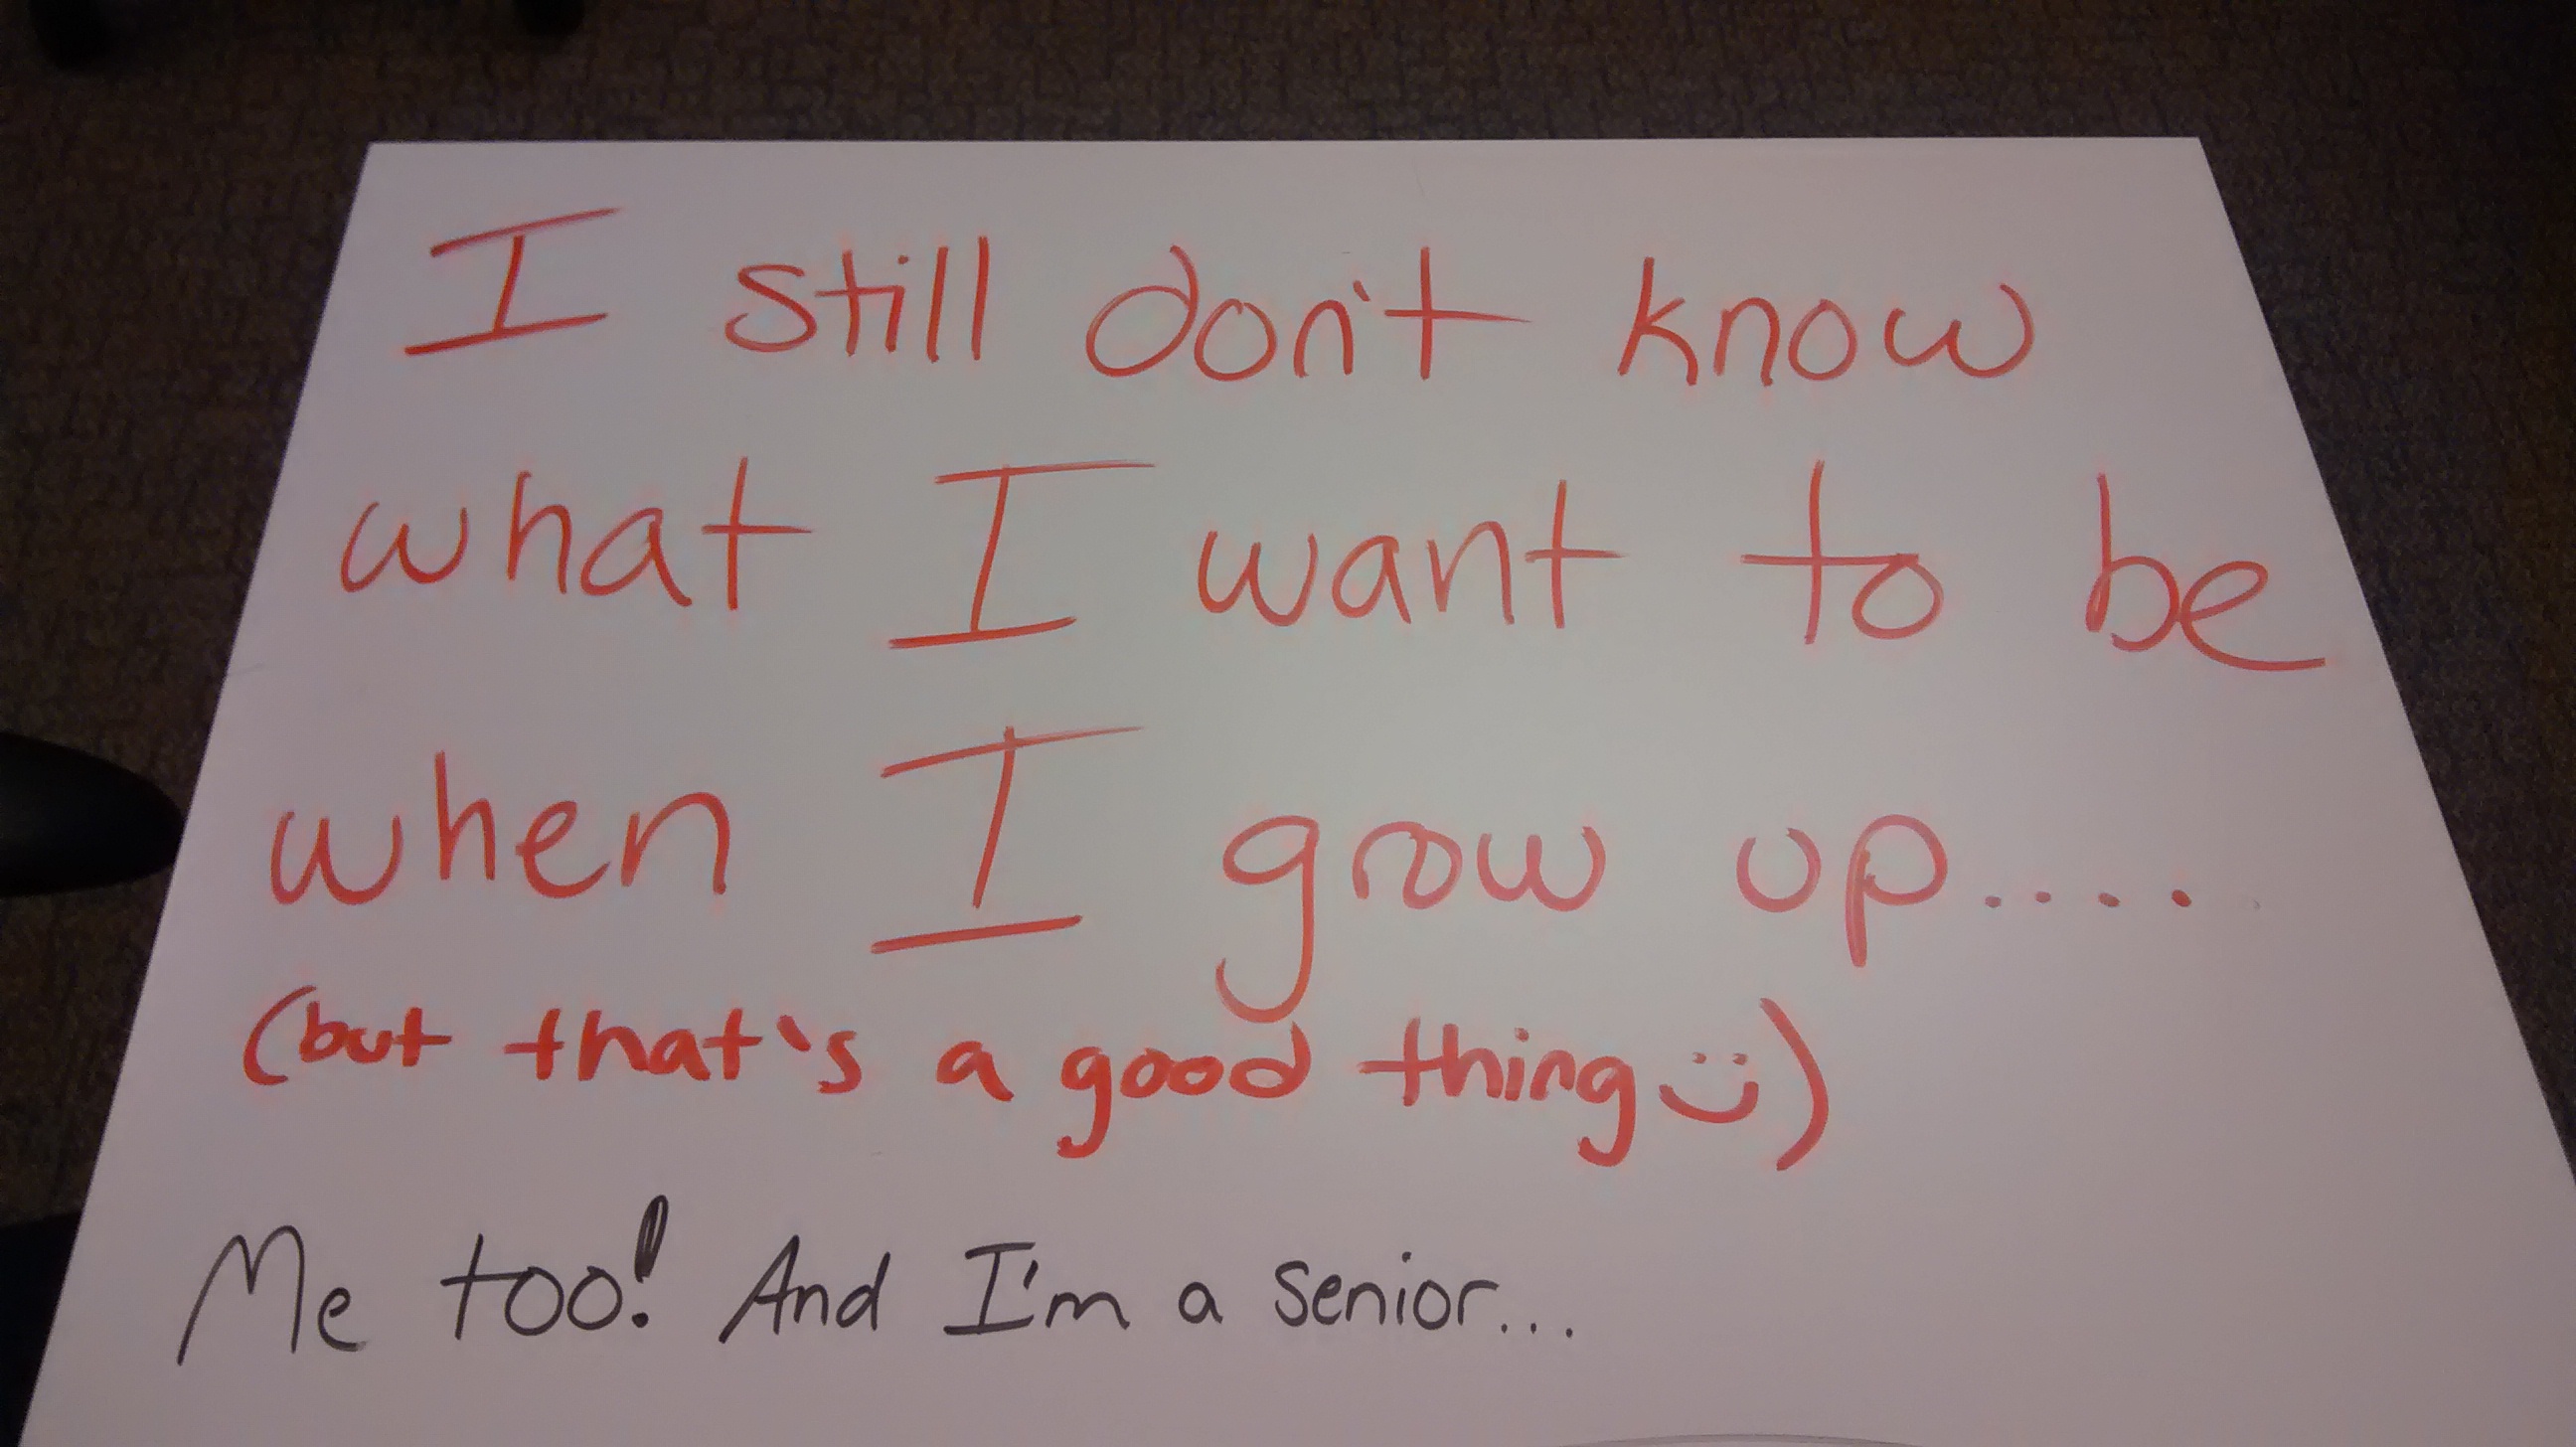 I still don't know
what I want to be
when I grow up....
(but that's a good thing :))
Me too! And I'm a senior...